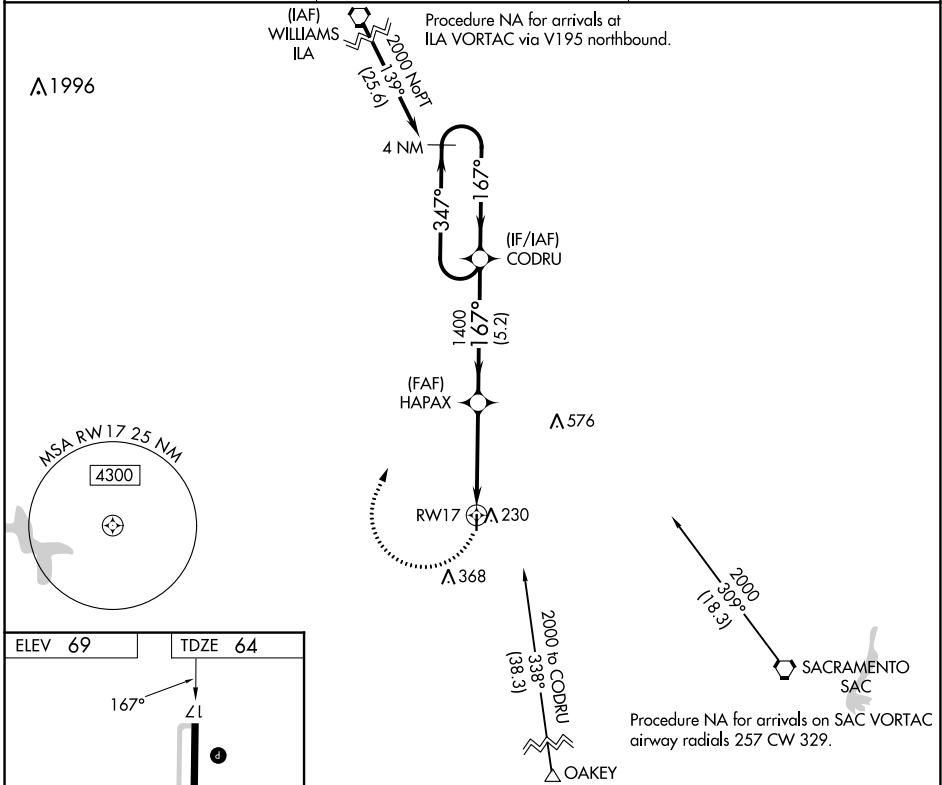 (IAF)
WILLIAMS
ILA
Procedure NA for arrivals at
ILA VORTAC via V195 northbound.
2000 NoPT
139°
(25.6)
1996
4 NM
347°
167°
(IF/IAF)
CODRU
1400
167°
(5.2)
(FAF)
HAPAX
576
MSA RW17 25 NM
4300
RW17
230
368
2000
309°
(18.3)
2000 to CODRU
338°
(38.3)
SACRAMENTO
SAC
Procedure NA for arrivals on SAC VORTAC
airway radials 257 CW 329.
OAKEY
ELEV 69
TDZE 64
167°
17
P